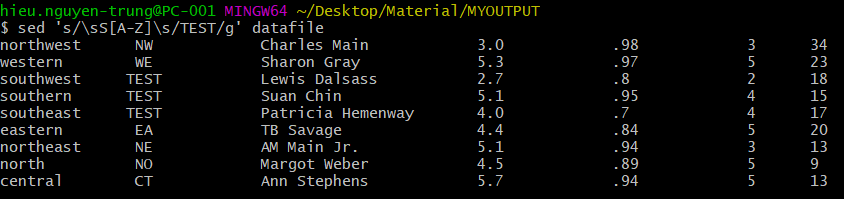 hieu.nguyen-trung@PC-001 MINGW64 ~/Desktop/Material/MYOUTPUT
$ sed 's/\sS[A-Z]\s/TEST/g' datafile
northwest NW Charles Main 3.0 .98 3 34
western WE Sharon Gray 5.3 .97 5 23
southwest TEST Lewis Dalsass 2.7 .8 2 18
southern TEST Suan Chin 5.1 .95 4 15
southeast TEST Patricia Hemenway 4.0 .7 4 17
eastern EA TB Savage 4.4 .84 5 20
northeast NE AM Main Jr. 5.1 .94 3 13
north NO Margot Weber 4.5 .89 5 9
central CT Ann Stephens 5.7 .94 5 13